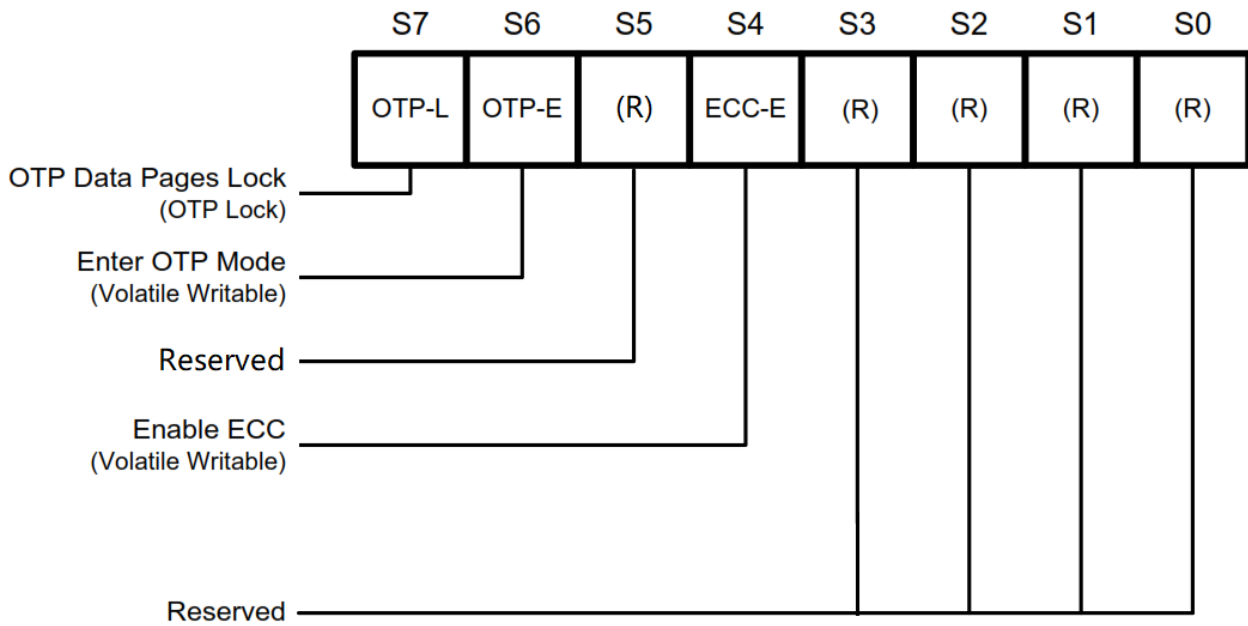 S7 S6 S5 S4 S3 S2 S1 S0
OTP-L OTP-E (R) ECC-E (R) (R) (R) (R)
OTP Data Pages Lock
(OTP Lock)
Enter OTP Mode
(Volatile Writable)
Reserved
Enable ECC
(Volatile Writable)
Reserved